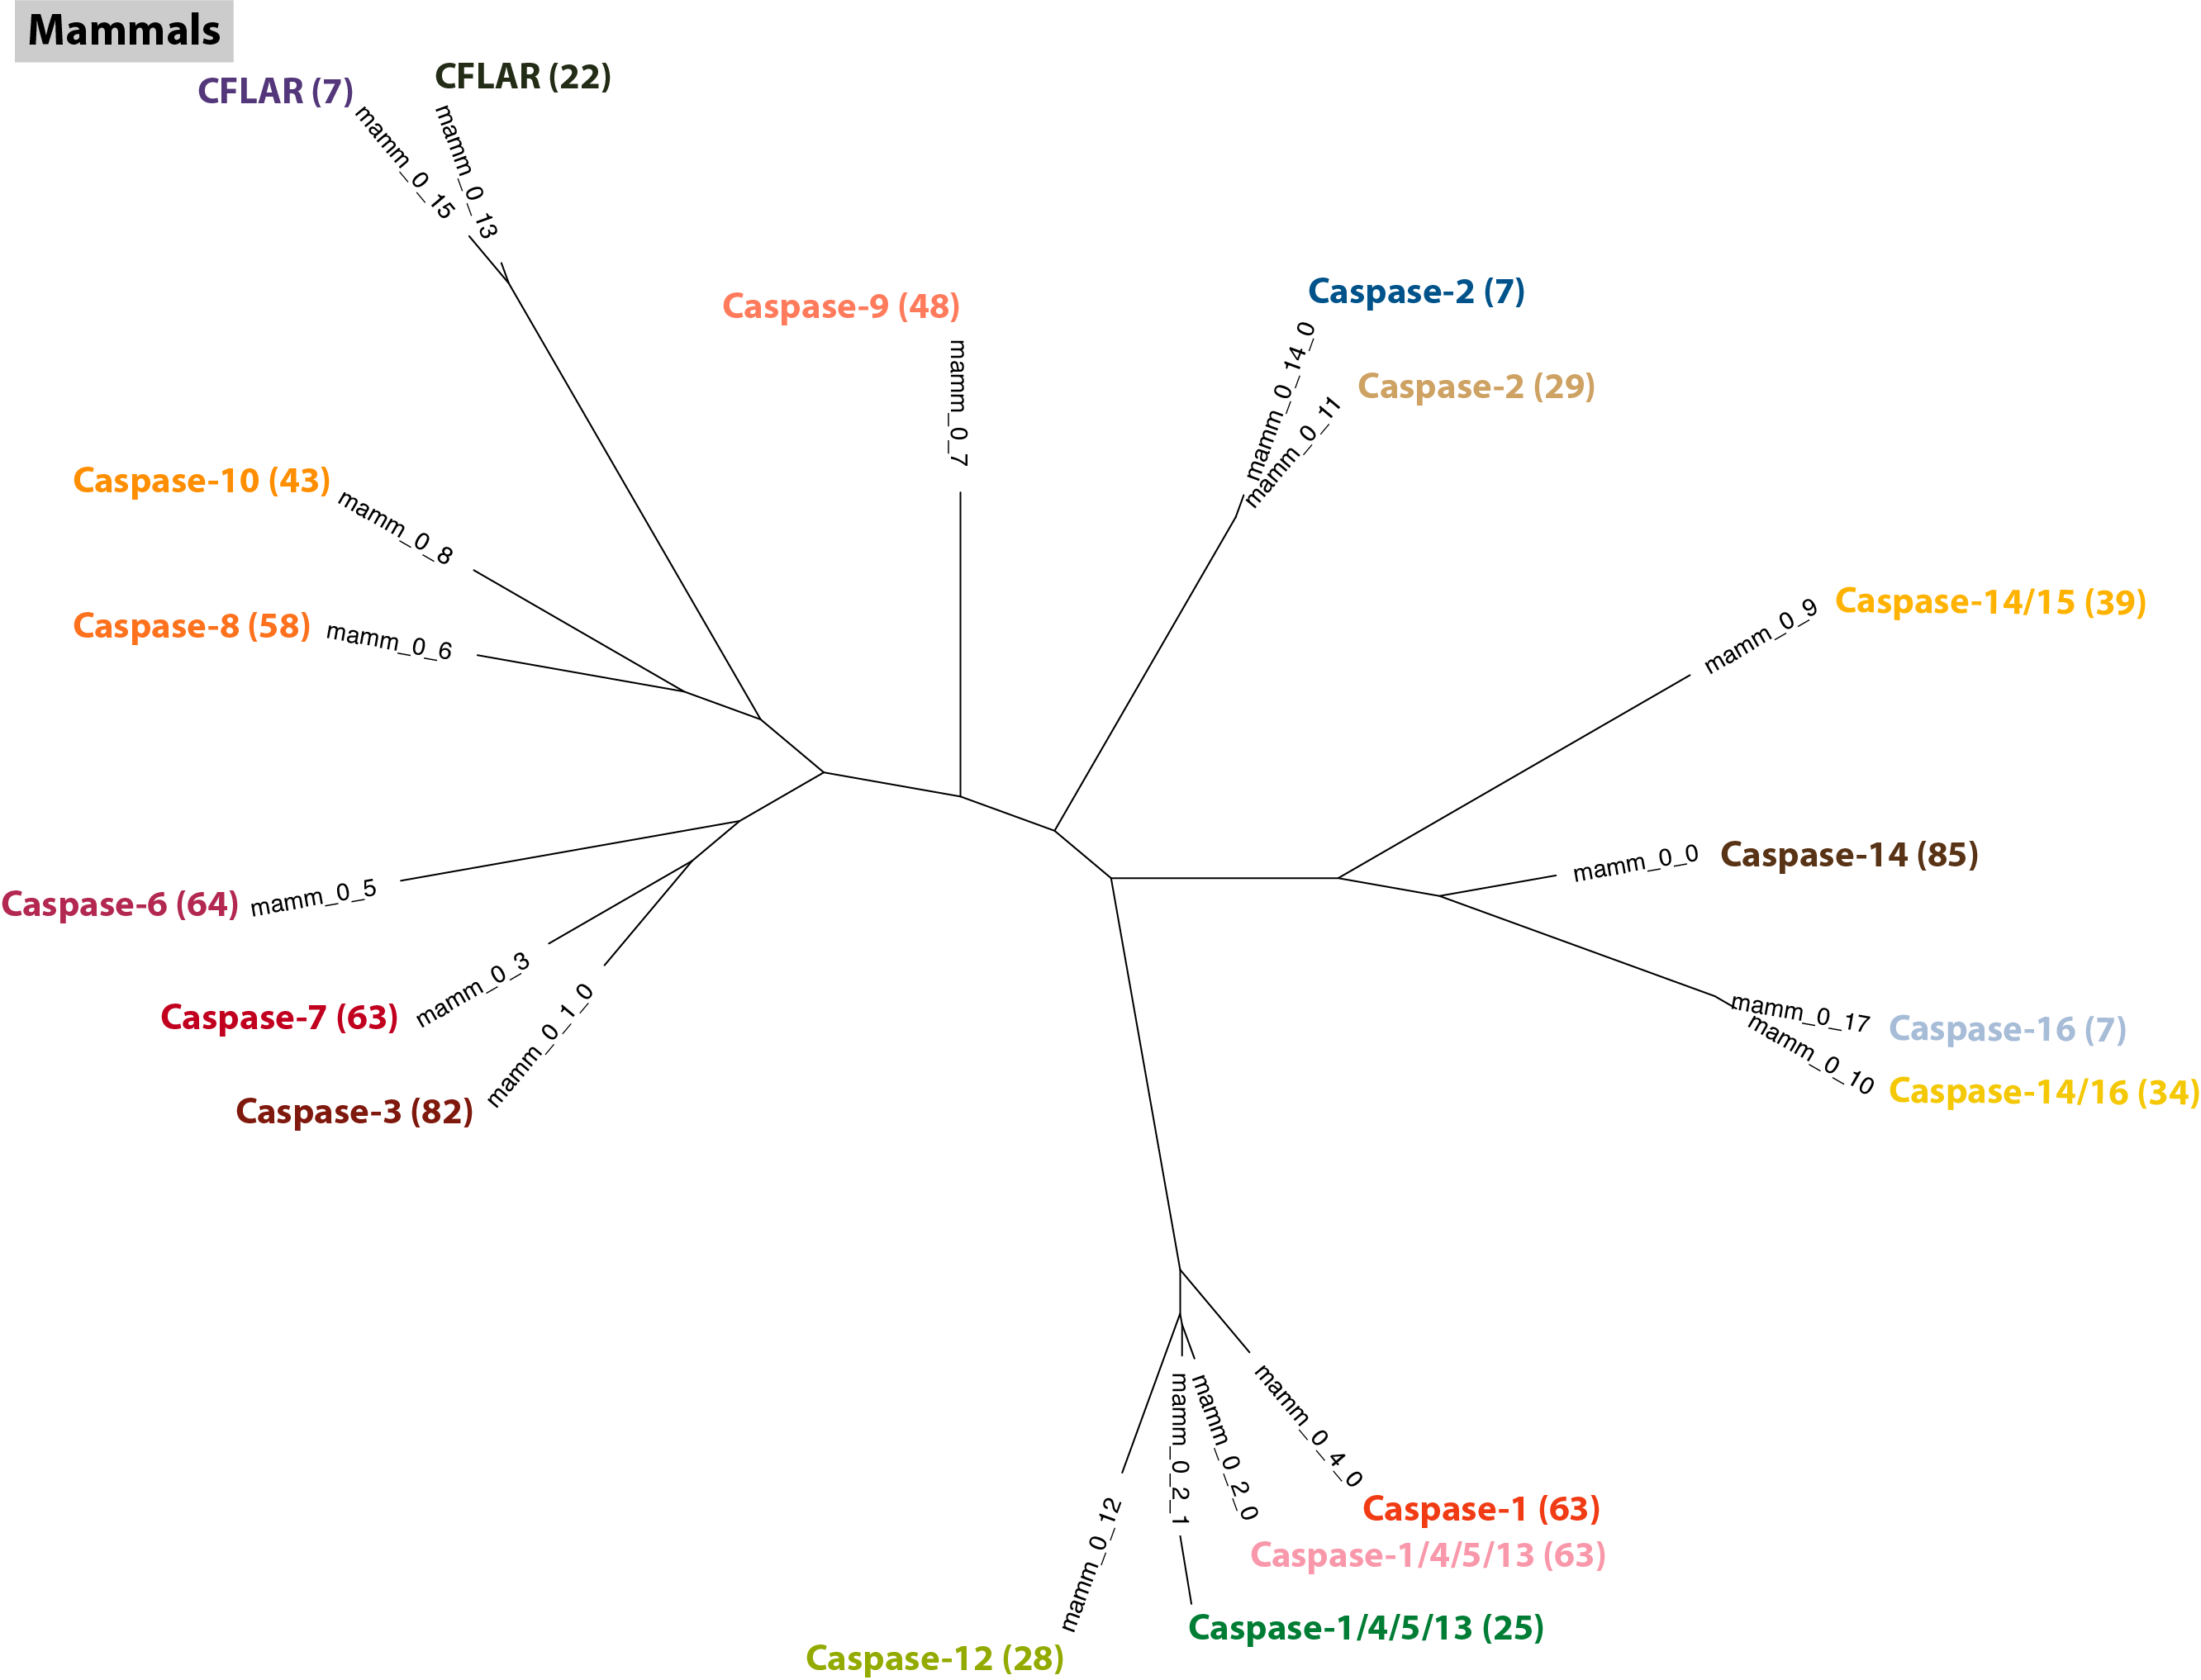 Mammals
CFLAR (7)
mamm_0_15
CFLAR (22)
mamm_0_13
Caspase-9 (48)
mamm_0_7
Caspase-2 (7)
mamm_0_14_0
Caspase-2 (29)
mamm_0_11
Caspase-10 (43)
mamm_0_8
Caspase-8 (58)
mamm_0_6
Caspase-14/15 (39)
mamm_0_9
Caspase-14 (85)
mamm_0_0
Caspase-6 (64)
mamm_0_5
Caspase-7 (63)
mamm_0_3
Caspase-3 (82)
mamm_0_1_0
mamm_0_17
Caspase-16 (7)
mamm_0_10
Caspase-14/16 (34)
mamm_0_4_0
Caspase-1 (63)
mamm_0_2_0
Caspase-1/4/5/13 (63)
mamm_0_2_1
Caspase-1/4/5/13 (25)
mamm_0_12
Caspase-12 (28)